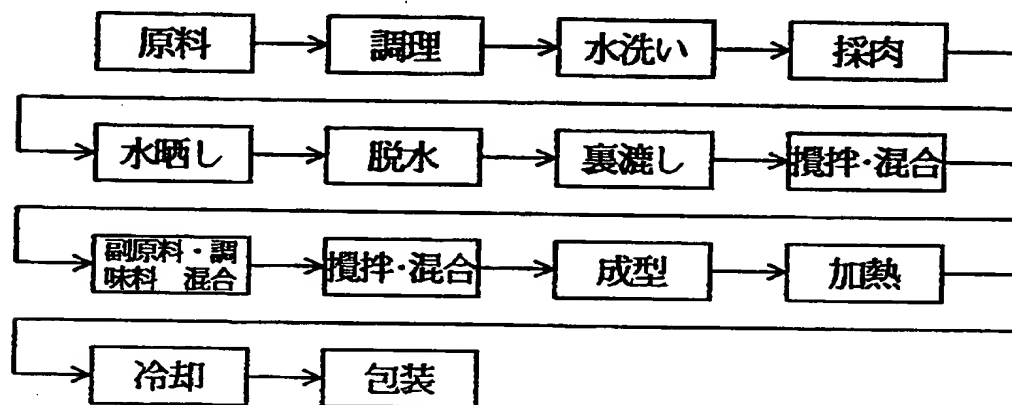 原料
調理
水洗い
採肉
水晒し
脱水
裏漉し
攪拌・混合
副原料・調
味料 混合
攪拌・混合
成型
加熱
冷却
包装